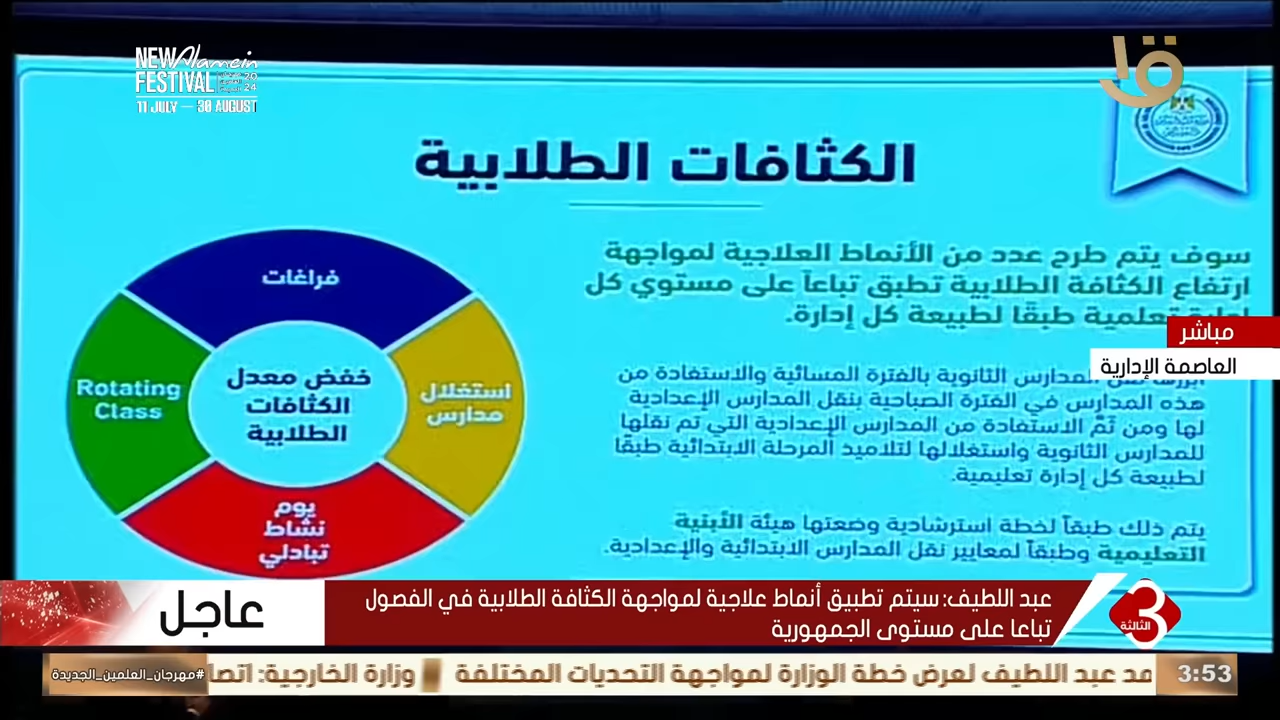 NEW Alamein
FESTIVAL
2024
11 JULY — 30 AUGUST
الكثافات الطلابية
سوف يتم طرح عدد من الأنماط العلاجية لمواجهة
ارتفاع الكثافة الطلابية تطبق تباعاً على مستوي كل
تعلمية طبقًا لطبيعة كل إدارة.
المدارس الثانوية بالفترة المسائية والاستفادة من
هذه المدارس في الفترة الصباحية بنقل المدارس الإعدادية
لها ومن ثَمَّ الاستفادة من المدارس الإعدادية التي تم نقلها
للمدارس الثانوية واستغلالها لتلاميذ المرحلة الابتدائية طبقًا
لطبيعة كل إدارة تعليمية.
يتم ذلك طبقاً لخطة استرشادية وضعتها هيئة الأبنية
التعليمية وطبقاً لمعايير نقل المدارس الابتدائية والإعدادية.
فراغات
استغلال
مدارس
يوم
نشاط
تبادلي
Rotating
Class
خفض معدل
الكثافات
الطلابية
مباشر
العاصمة الإدارية
3
الثالثة
عبد اللطيف: سيتم تطبيق أنماط علاجية لمواجهة الكثافة الطلابية في الفصول
تباعا على مستوى الجمهورية
عاجل
3:53
مد عبد اللطيف لعرض خطة الوزارة لمواجهة التحديات المختلفة وزارة الخارجية: اتصا
#مهرجان_العلمين_الجديدة